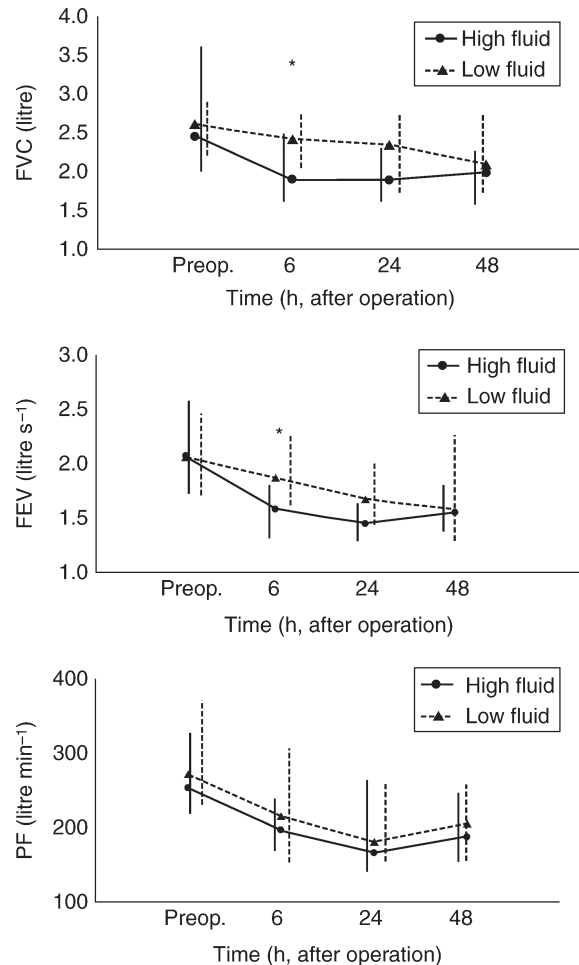 4.0
3.5
3.0
2.5
2.0
1.5
1.0
FVC (litre)
High fluid
Low fluid
*
Preop. 6 24 48
Time (h, after operation)
3.0
2.5
2.0
1.5
1.0
FEV (litre s⁻¹)
High fluid
Low fluid
*
Preop. 6 24 48
Time (h, after operation)
400
300
200
100
PF (litre min⁻¹)
High fluid
Low fluid
Preop. 6 24 48
Time (h, after operation)